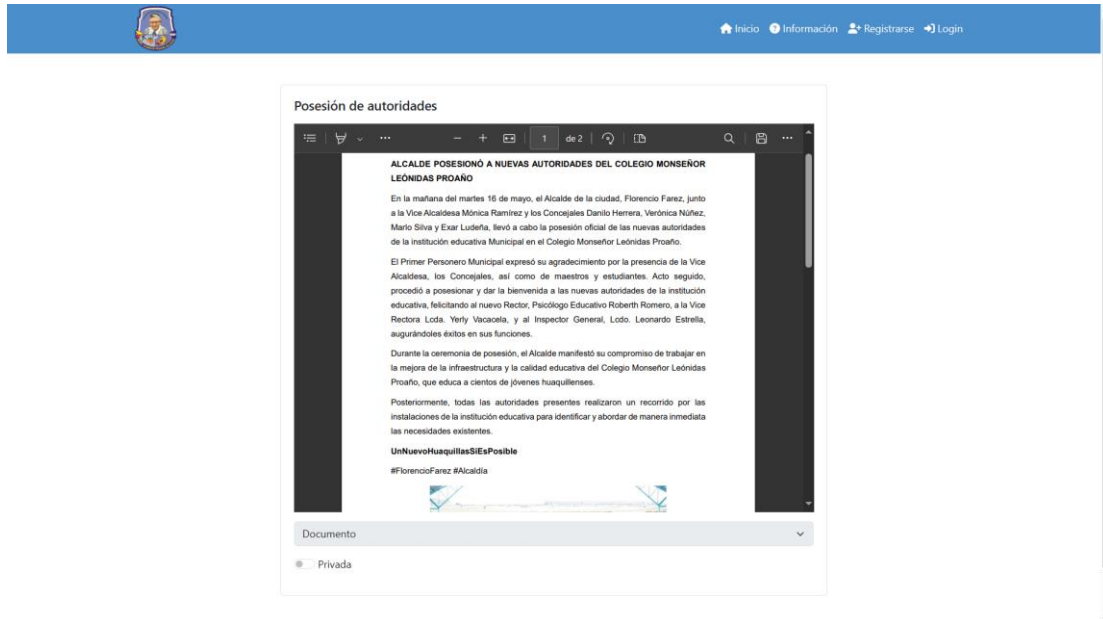 Inicio Información Registrarse Login
Posesión de autoridades
1 de 2
ALCALDE POSESIONÓ A NUEVAS AUTORIDADES DEL COLEGIO MONSEÑOR
LEÓNIDAS PROAÑO
En la mañana del martes 16 de mayo, el Alcalde de la ciudad, Florencio Farez, junto
a la Vice Alcaldesa Mónica Ramírez y los Concejales Danilo Herrera, Verónica Núñez,
Marlo Silva y Exar Ludeña, llevó a cabo la posesión oficial de las nuevas autoridades
de la institución educativa Municipal en el Colegio Monseñor Leónidas Proaño.
El Primer Personero Municipal expresó su agradecimiento por la presencia de la Vice
Alcaldesa, los Concejales, así como de maestros y estudiantes. Acto seguido,
procedió a posesionar y dar la bienvenida a las nuevas autoridades de la institución
educativa, felicitando al nuevo Rector, Psicólogo Educativo Roberth Romero, a la Vice
Rectora Lcda. Yerly Vacacela, y al Inspector General, Lcdo. Leonardo Estrella,
augurándoles éxitos en sus funciones.
Durante la ceremonia de posesión, el Alcalde manifestó su compromiso de trabajar en
la mejora de la infraestructura y la calidad educativa del Colegio Monseñor Leónidas
Proaño, que educa a cientos de jóvenes huaquillenses.
Posteriormente, todas las autoridades presentes realizaron un recorrido por las
instalaciones de la institución educativa para identificar y abordar de manera inmediata
las necesidades existentes.
UnNuevoHuaquillasSíEsPosible
#FlorencioFarez #Alcaldía
Documento
Privada